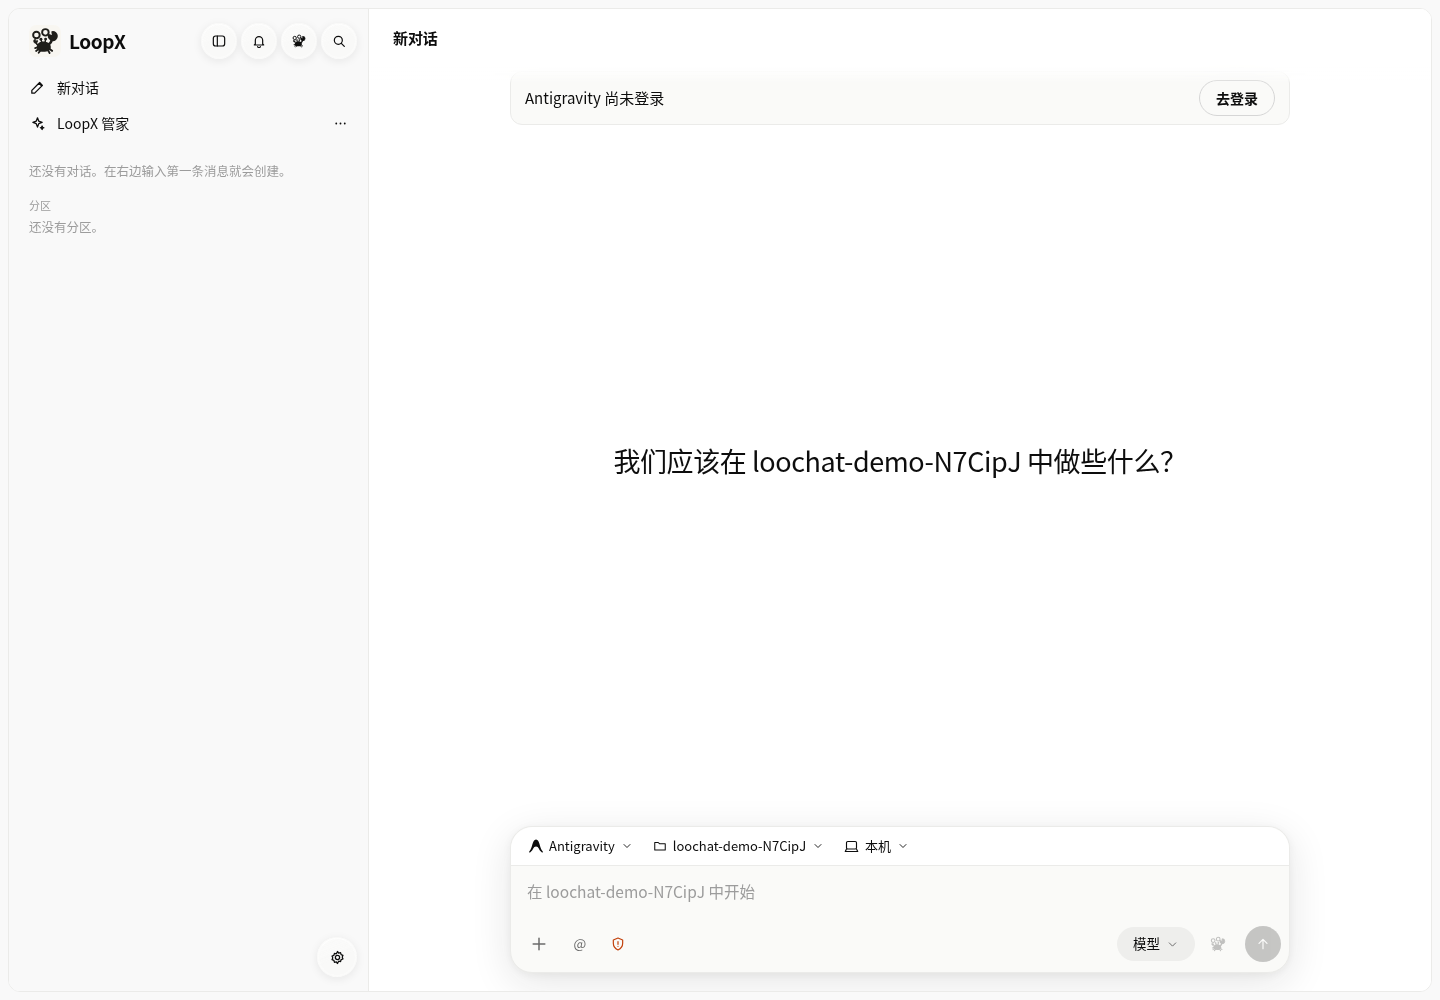 LoopX
新对话
LoopX 管家
还没有对话。在右边输入第一条消息就会创建。
分区
还没有分区。
新对话
Antigravity 尚未登录
去登录
我们应该在 loochat-demo-N7CipJ 中做些什么？
Antigravity
loochat-demo-N7CipJ
本机
在 loochat-demo-N7CipJ 中开始
@
模型